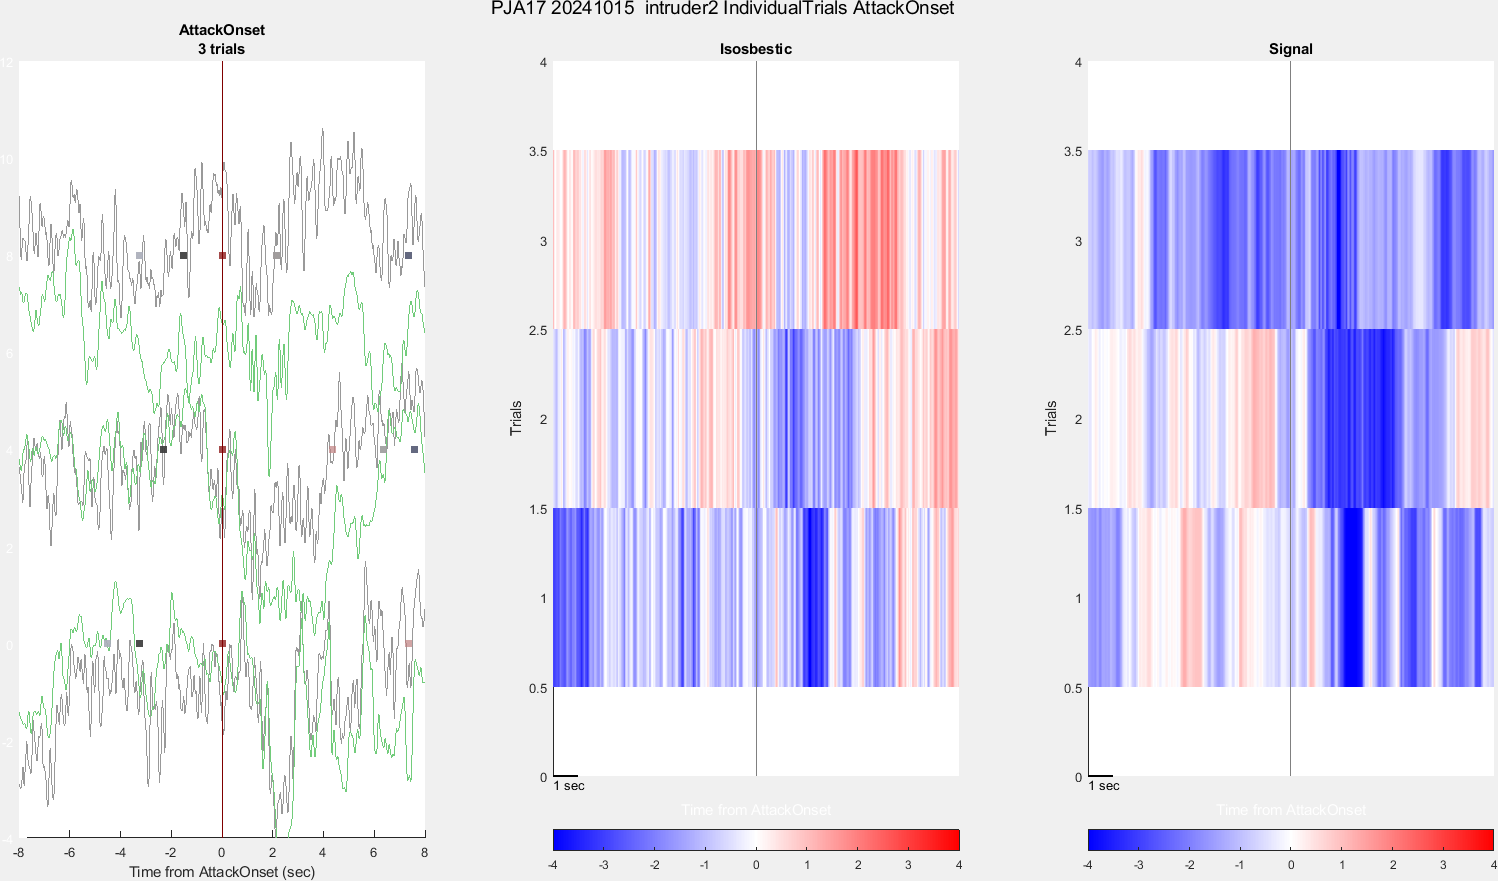 PJA17 20241015  intruder2 IndividualTrials AttackOnset
AttackOnset
3 trials
12
10
8
6
4
2
0
-2
-4
-8 -6 -4 -2 0 2 4 6 8
Time from AttackOnset (sec)
Isosbestic
4
3.5
3
2.5
2
1.5
1
0.5
0
Trials
1 sec
Time from AttackOnset
-4 -3 -2 -1 0 1 2 3 4
Signal
4
3.5
3
2.5
2
1.5
1
0.5
0
Trials
1 sec
Time from AttackOnset
-4 -3 -2 -1 0 1 2 3 4